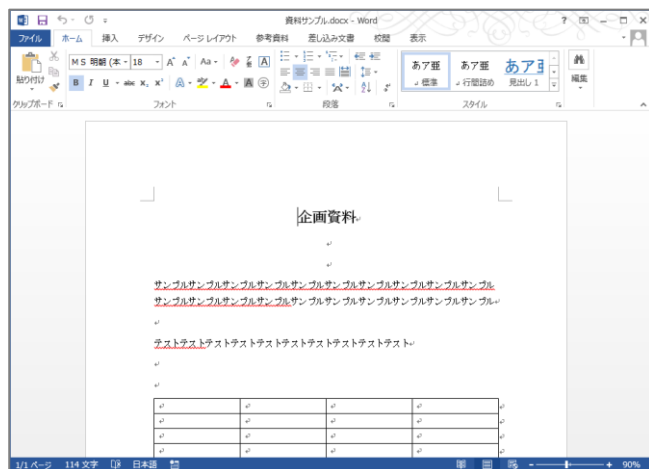 資料サンプル.docx - Word
ファイル ホーム 挿入 デザイン ページ レイアウト 参考資料 差し込み文書 校閲 表示
貼り付け
MS 明朝 (本 18
B I U abc x₂ x²
あア亜 あア亜 あア亜
標準 行間詰め 見出し 1
編集
クリップボード フォント 段落 スタイル
企画資料
サンプルサンプルサンプルサンプルサンプルサンプルサンプルサンプルサンプルサンプル
サンプルサンプルサンプルサンプルサンプルサンプルサンプルサンプルサンプルサンプル
テストテストテストテストテストテストテストテストテストテスト
1/1 ページ 114 文字 日本語 90%